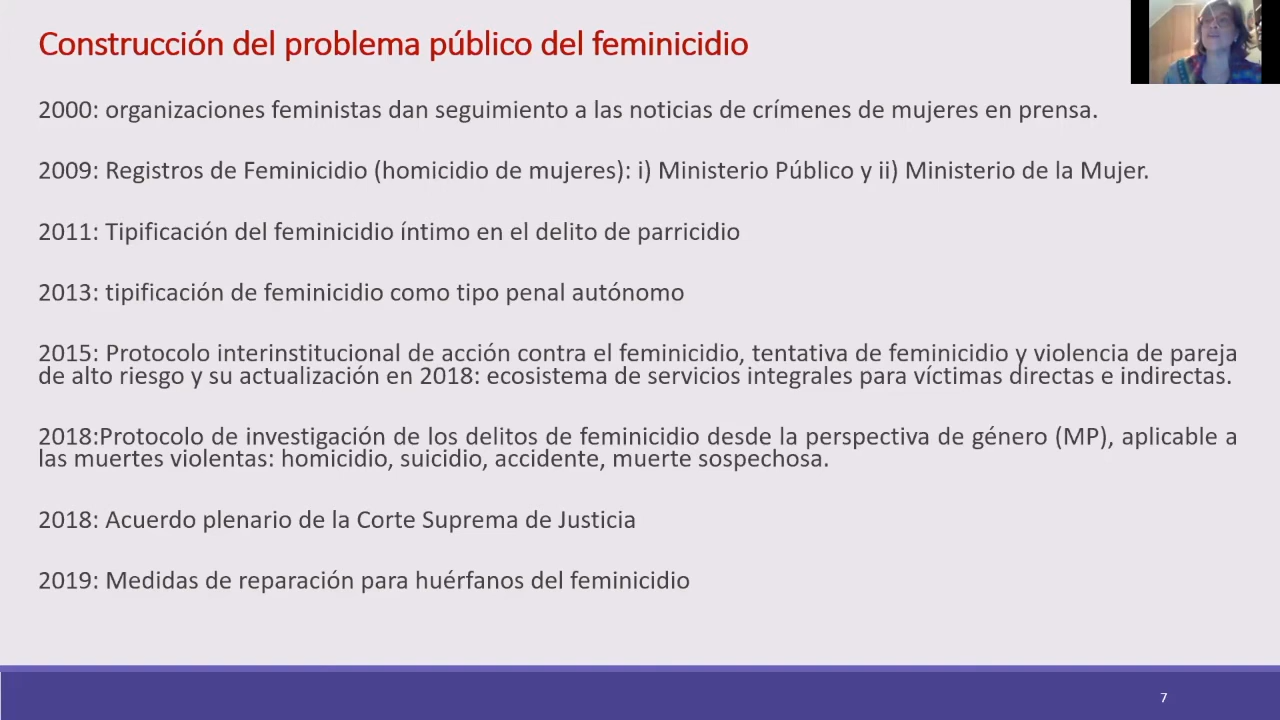 Construcción del problema público del feminicidio
2000: organizaciones feministas dan seguimiento a las noticias de crímenes de mujeres en prensa.
2009: Registros de Feminicidio (homicidio de mujeres): i) Ministerio Público y ii) Ministerio de la Mujer.
2011: Tipificación del feminicidio íntimo en el delito de parricidio
2013: tipificación de feminicidio como tipo penal autónomo
2015: Protocolo interinstitucional de acción contra el feminicidio, tentativa de feminicidio y violencia de pareja
de alto riesgo y su actualización en 2018: ecosistema de servicios integrales para víctimas directas e indirectas.
2018:Protocolo de investigación de los delitos de feminicidio desde la perspectiva de género (MP), aplicable a
las muertes violentas: homicidio, suicidio, accidente, muerte sospechosa.
2018: Acuerdo plenario de la Corte Suprema de Justicia
2019: Medidas de reparación para huérfanos del feminicidio
7